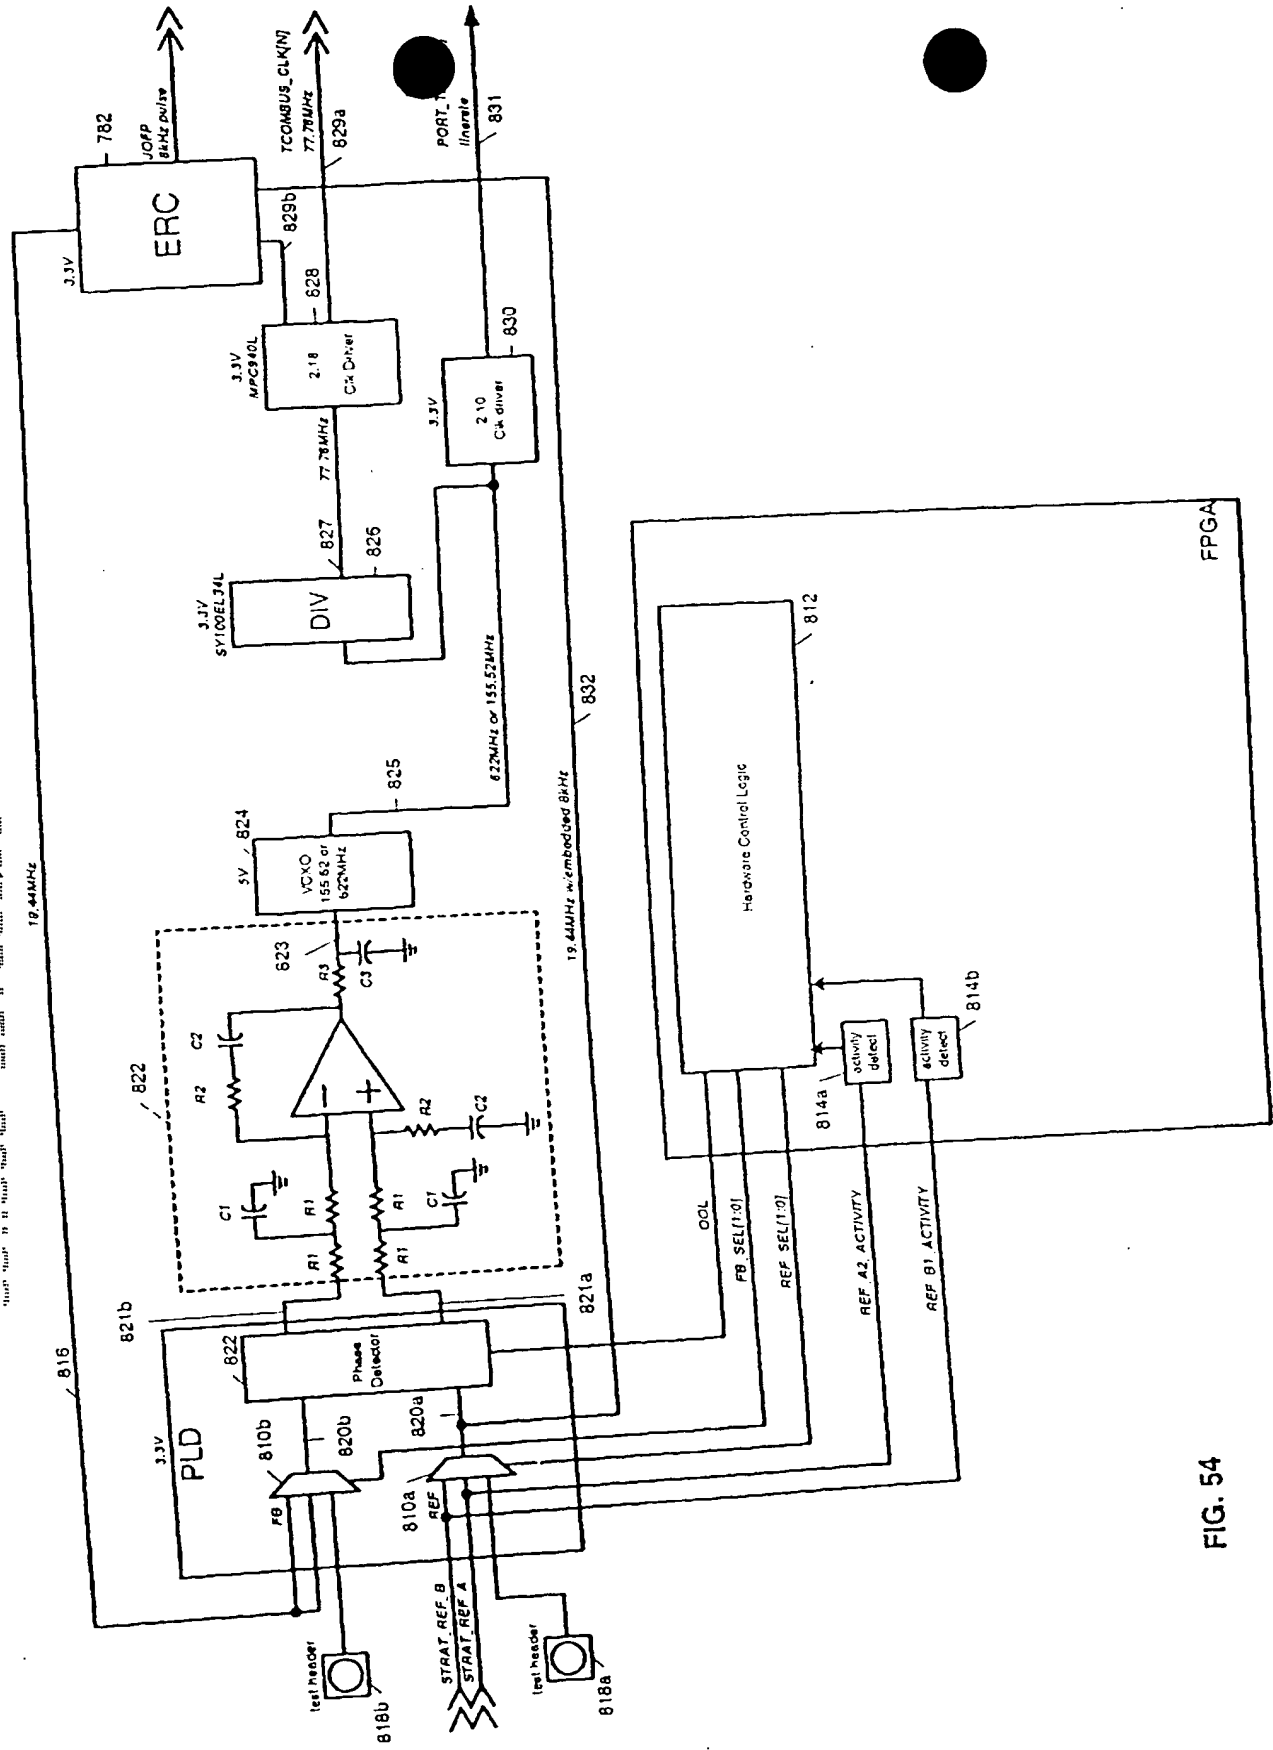 19.44MHz
816
3.3V
ERC
782
JOFP
8kHz pulse
829b
3.3V
MPC940L
2.18
Clk Driver
828
TCOMBUS_CLK[N]
77.76MHz
829a
77.76MHz
827
3.3V
SY100EL34L
DIV
826
3.3V
2 10
Clk driver
830
PORT_T
linerate
831
622MHz or 155.52MHz
825
5V
824
VCXO
155.62 or
622MHz
823
822
C2
R2
R3
C3
C1
R1
R1
R1
R1
C1
R2
C2
821b
821a
3.3V
PLD
822
Phase
Detector
810b
820b
820a
FB
810a
REF
test header
818b
STRAT_REF_B
STRAT_REF_A
test header
818a
19.44MHz w/embedded 8kHz
832
OOL
FB_SEL[1:0]
REF_SEL[1:0]
REF_A2_ACTIVITY
REF_B1_ACTIVITY
Hardware Control Logic
812
activity
detect
814a
activity
detect
814b
FPGA
FIG. 54